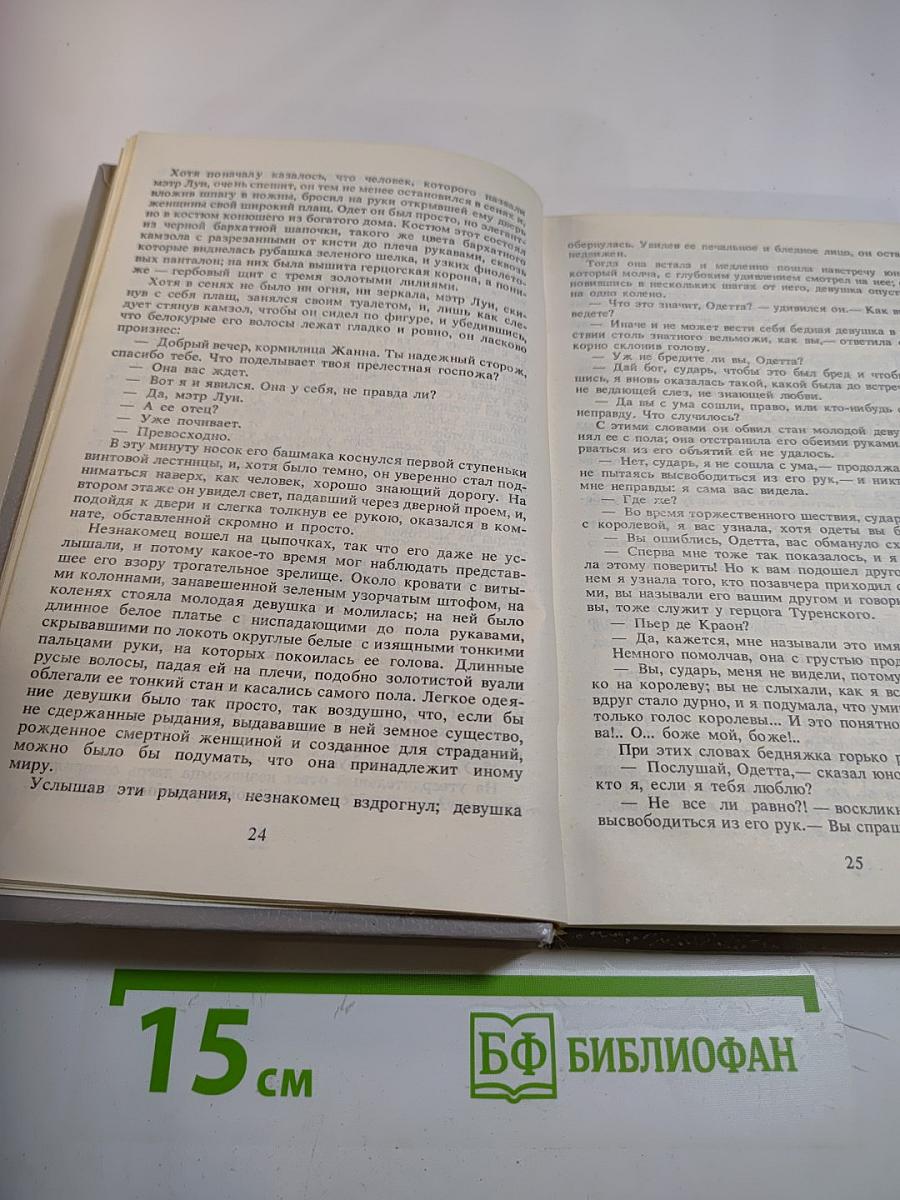 Хотя поначалу казалось, что человек, которого назвали
мэтр Луи, очень спешит, он тем не менее остановился в сенях и,
вложив шпагу в ножны, бросил на руки открывшей ему дверь
женщины свой широкий плащ. Одет он был просто, но элегант-
но в костюм конюшего из богатого дома. Костюм этот состоял
из черной бархатной шапочки, такого же цвета бархатного
камзола с разрезанными от кисти до плеча рукавами, сквозь
которые виднелась рубашка зеленого шелка, и узких фиолето-
вых панталон; на них была вышита герцогская корона, а пони-
же — гербовый щит с тремя золотыми лилиями.
Хотя в сенях не было ни огня, ни зеркала, мэтр Луи, ски-
нув с себя плащ, занялся своим туалетом, и, лишь как сле-
дует стянув камзол, чтобы он сидел по фигуре, и убедившись,
что белокурые его волосы лежат гладко и ровно, он ласково
произнес:
— Добрый вечер, кормилица Жанна. Ты надежный сторож,
спасибо тебе. Что поделывает твоя прелестная госпожа?
— Она вас ждет.
— Вот я и явился. Она у себя, не правда ли?
— Да, мэтр Луи.
— А ее отец?
— Уже почивает.
— Превосходно.
В эту минуту носок его башмака коснулся первой ступеньки
винтовой лестницы, и, хотя было темно, он уверенно стал под-
ниматься наверх, как человек, хорошо знающий дорогу. На
втором этаже он увидел свет, падавший через дверной проем, и,
подойдя к двери и слегка толкнув ее рукою, оказался в ком-
нате, обставленной скромно и просто.
Незнакомец вошел на цыпочках, так что его даже не ус-
лышали, и потому какое-то время мог наблюдать представ-
шее его взору трогательное зрелище. Около кровати с виты-
ми колоннами, занавешенной зеленым узорчатым штофом, на
коленях стояла молодая девушка и молилась; на ней было
длинное белое платье с ниспадающими до пола рукавами,
скрывавшими по локоть округлые белые с изящными тонкими
пальцами руки, на которых покоилась ее голова. Длинные
русые волосы, падая ей на плечи, подобно золотистой вуали
облегали ее тонкий стан и касались самого пола. Легкое одея-
ние девушки было так просто, так воздушно, что, если бы
не сдержанные рыдания, выдававшие в ней земное существо,
рожденное смертной женщиной и созданное для страданий,
можно было бы подумать, что она принадлежит иному
миру.
Услышав эти рыдания, незнакомец вздрогнул; девушка
24
обернулась. Увидев ее печальное и бледное лицо, он оста
недвижен.
Тогда она встала и медленно пошла навстречу юн
который молча, с глубоким удивлением смотрел на нее;
новившись в нескольких шагах от него, девушка опуст
на одно колено.
— Что это значит, Одетта? — удивился он.— Как в
ведете?
— Иначе и не может вести себя бедная девушка в
ствии столь знатного вельможи, как вы,— ответила
корно склонив голову.
— Уж не бредите ли вы, Одетта?
— Дай бог, сударь, чтобы это был бред и чтобы
шись, я вновь оказалась такой, какой была до встреч
не ведающей слез, не знающей любви.
— Да вы с ума сошли, право, или кто-нибудь
неправду. Что случилось?
С этими словами он обвил стан молодой деву
нял ее с пола; она отстранила его обеими руками
рваться из его объятий ей не удалось.
— Нет, сударь, я не сошла с ума,— продолжа
не пытаясь высвободиться из его рук,— и никт
мне неправды: я сама вас видела.
— Где же?
— Во время торжественного шествия, судар
с королевой, я вас узнала, хотя одеты вы б
— Вы ошиблись, Одетта, вас обмануло сх
— Сперва мне тоже так показалось, и я
ла этому поверить! Но к вам подошел друго
нем я узнала того, кто позавчера приходил с
ми, вы называли его вашим другом и говори
вы, тоже служит у герцога Туренского.
— Пьер де Краон?
— Да, кажется, мне называли это имя
Немного помолчав, она с грустью прод
— Вы, сударь, меня не видели, потому
ко на королеву; вы не слыхали, как я вс
вдруг стало дурно, и я подумала, что уми
только голос королевы... И это понятно
ва!.. О... боже мой, боже!..
При этих словах бедняжка горько р
— Послушай, Одетта,— сказал юно
кто я, если я тебя люблю?
— Не все ли равно?! — воскликн
высвободиться из его рук.— Вы спраш
25
15 см
БФ БИБЛИОФАН